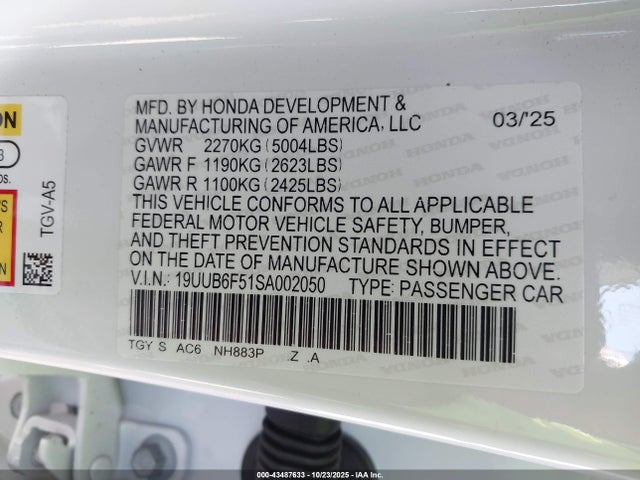 MFD. BY HONDA DEVELOPMENT &
MANUFACTURING OF AMERICA, LLC 03/'25
GVWR 2270KG (5004LBS)
GAWR F 1190KG (2623LBS)
GAWR R 1100KG (2425LBS)
THIS VEHICLE CONFORMS TO ALL APPLICABLE
FEDERAL MOTOR VEHICLE SAFETY, BUMPER,
AND THEFT PREVENTION STANDARDS IN EFFECT
ON THE DATE OF MANUFACTURE SHOWN ABOVE.
V.I.N.: 19UUB6F51SA002050 TYPE: PASSENGER CAR
TGY S AC6 NH883P .Z .A
TGV-A5
HONDA
000-43487633 - 10/23/2025 - IAA Inc.